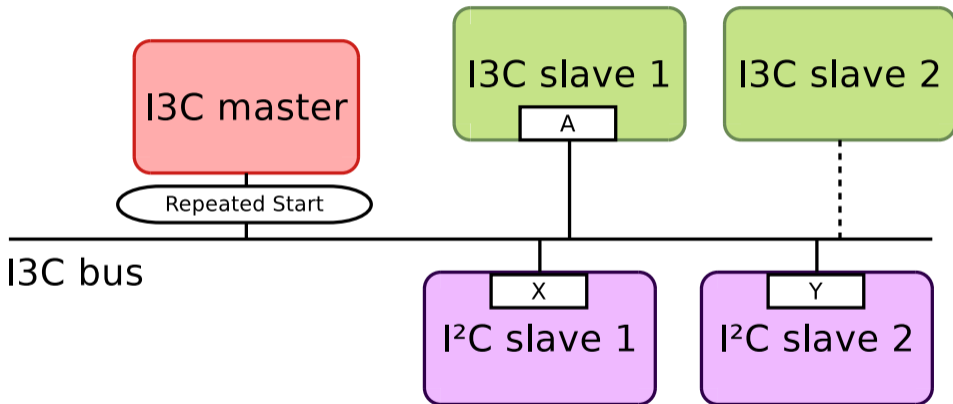 I3C master
I3C slave 1
I3C slave 2
A
Repeated Start
I3C bus
X
Y
I²C slave 1
I²C slave 2